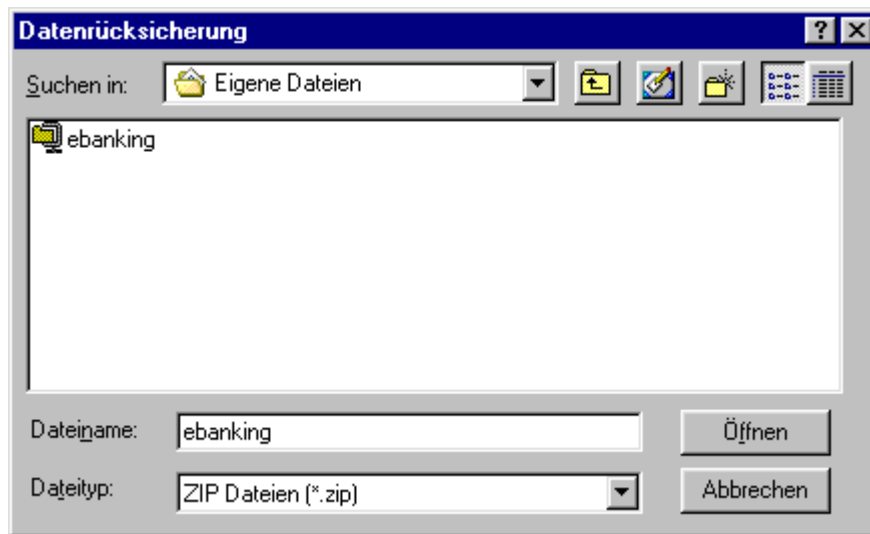 Datenrücksicherung
Suchen in: Eigene Dateien
ebanking
Dateiname: ebanking Öffnen
Dateityp: ZIP Dateien (*.zip) Abbrechen